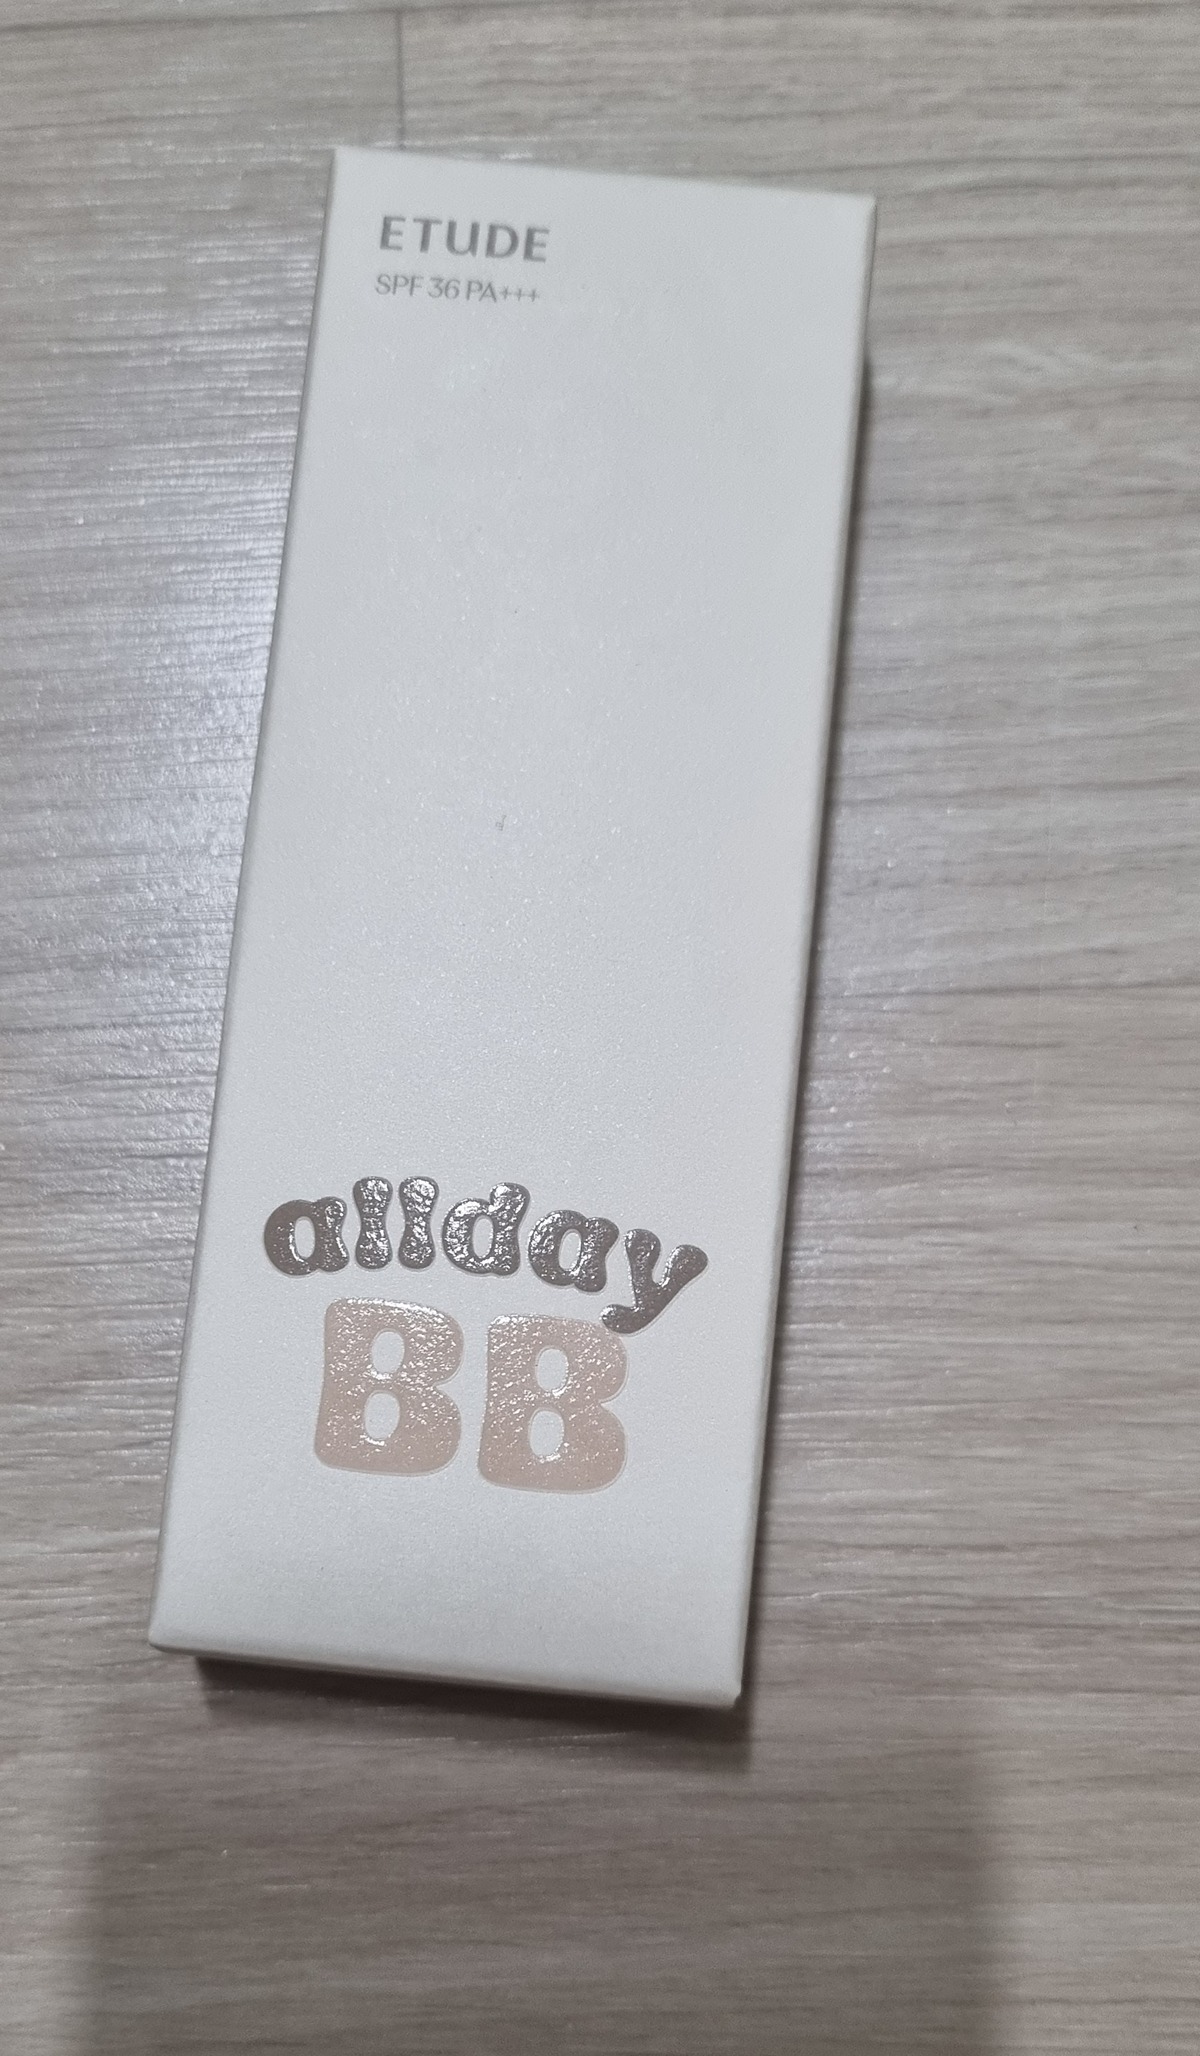 ETUDE
SPF 36 PA+++
allday
BB